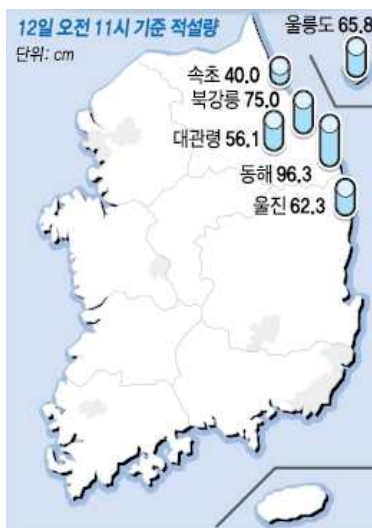 12일 오전 11시 기준 적설량
단위: cm
울릉도 65.8
속초 40.0
북강릉 75.0
대관령 56.1
동해 96.3
울진 62.3